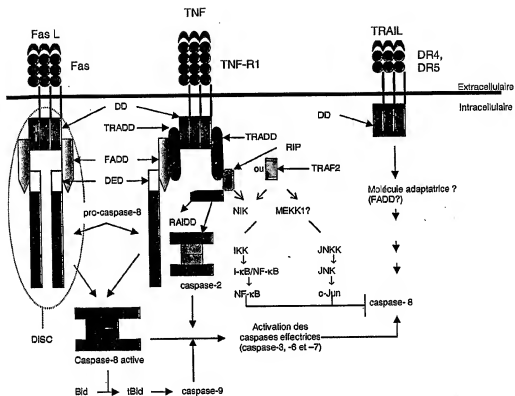 Fas L
Fas
TNF
TNF-R1
TRAIL
DR4,
DR5
Extracellulaire
Intracellulaire
DD
TRADD
FADD
DED
pro-caspase-8
TRADD
RIP
ou
TRAF2
DD
Molécule adaptatrice ?
(FADD?)
RAIDD
NIK
MEKK1?
IKK
JNKK
I-κB/NF-κB
JNK
NF-κB
c-Jun
caspase-2
caspase- 8
DISC
Caspase-8 active
Activation des
caspases effectrices
(caspase-3, -6 et -7)
Bid
tBid
caspase-9